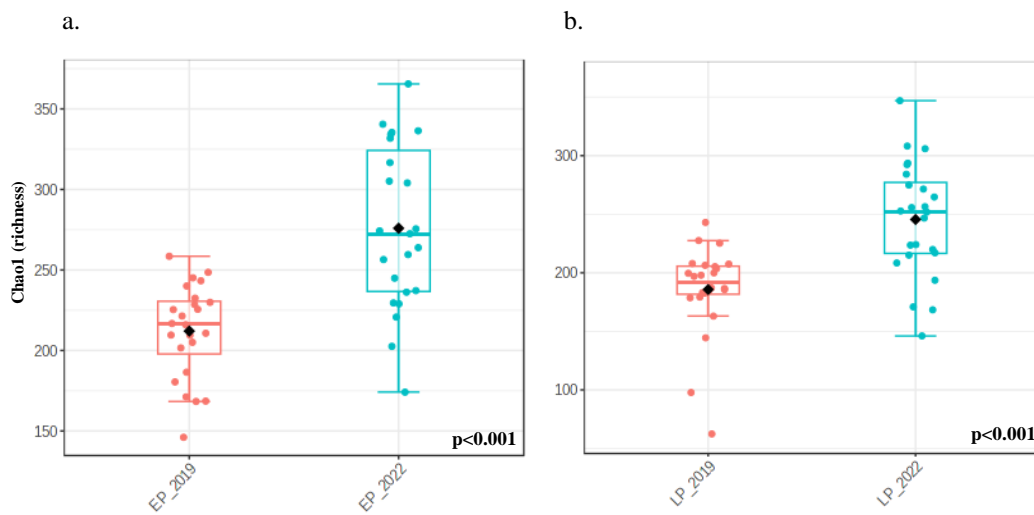 a.
b.
Chao1 (richness)
350
300
250
200
150
p<0.001
EP_2019
EP_2022
300
200
100
p<0.001
LP_2019
LP_2022